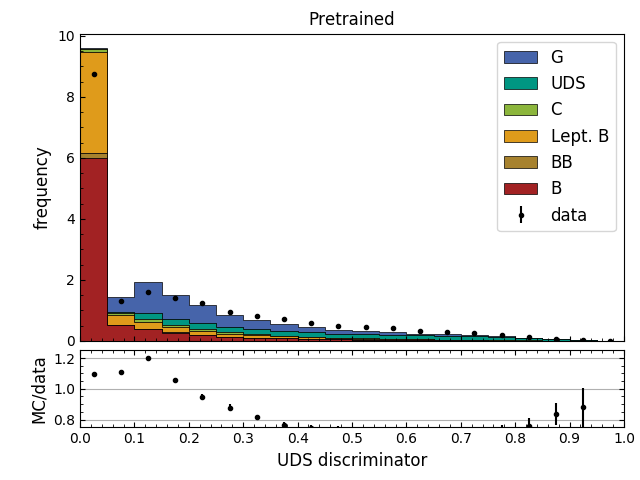 Pretrained
10
8
6
4
2
0
frequency
G
UDS
C
Lept. B
BB
B
data
1.2
1.0
0.8
MC/data
0.0 0.1 0.2 0.3 0.4 0.5 0.6 0.7 0.8 0.9 1.0
UDS discriminator